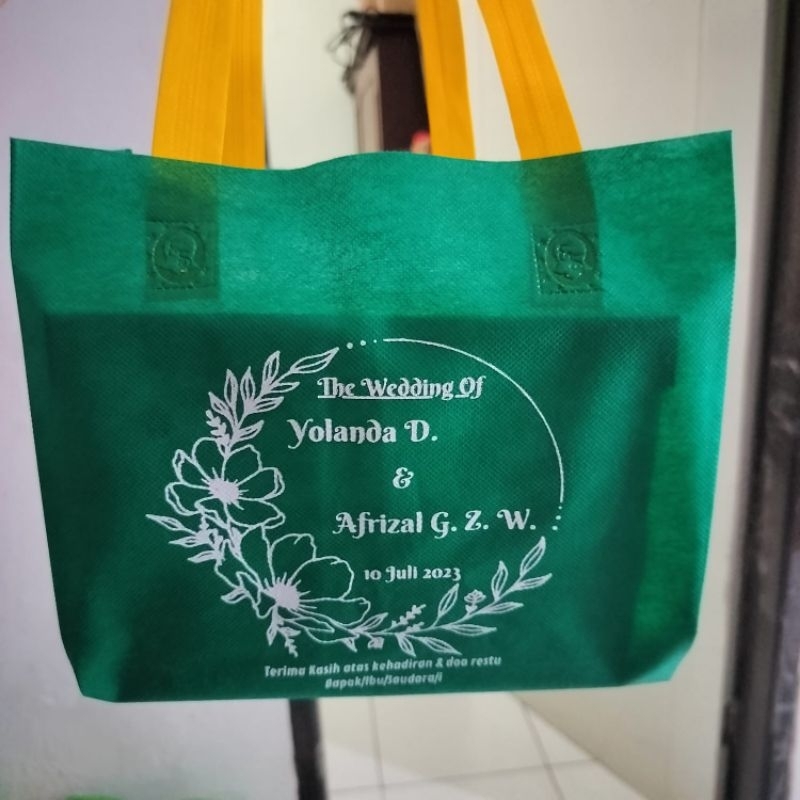 The Wedding Of
Yolanda D.
&
Afrizal G. Z. W.
10 Juli 2023
Terima Kasih atas kehadiran & doa restu
Bapak/Ibu/Saudara/i